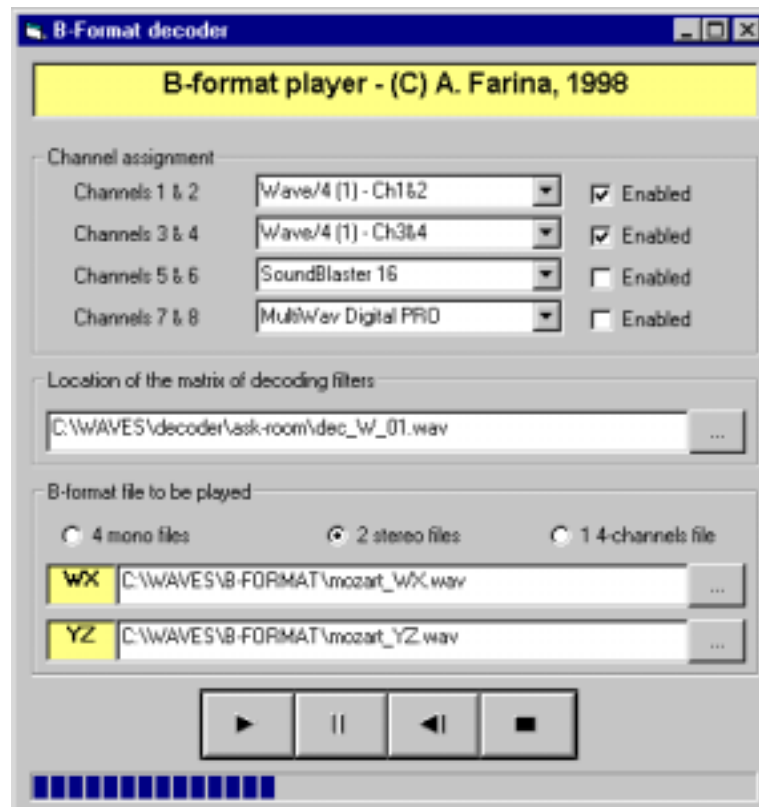 B-Format decoder
B-format player - (C) A. Farina, 1998
Channel assignment
Channels 1 & 2 Wave/4 (1) - Ch1&2 Enabled
Channels 3 & 4 Wave/4 (1) - Ch3&4 Enabled
Channels 5 & 6 SoundBlaster 16 Enabled
Channels 7 & 8 MultiWav Digital PRO Enabled
Location of the matrix of decoding filters
C:\WAVES\decoder\ask-room\dec_W_01.wav ...
B-format file to be played
4 mono files 2 stereo files 1 4-channels file
WX C:\WAVES\B-FORMAT\mozart_WX.wav ...
YZ C:\WAVES\B-FORMAT\mozart_YZ.wav ...